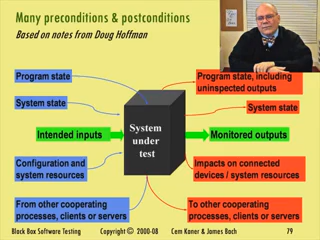 Many preconditions & postconditions
Based on notes from Doug Hoffman
Program state
Program state, including
uninspected outputs
System state
System state
Intended inputs
System
under
test
Monitored outputs
Configuration and
system resources
Impacts on connected
devices / system resources
From other cooperating
processes, clients or servers
To other cooperating
processes, clients or servers
Black Box Software Testing Copyright © 2000-08 Cem Kaner & James Bach 79